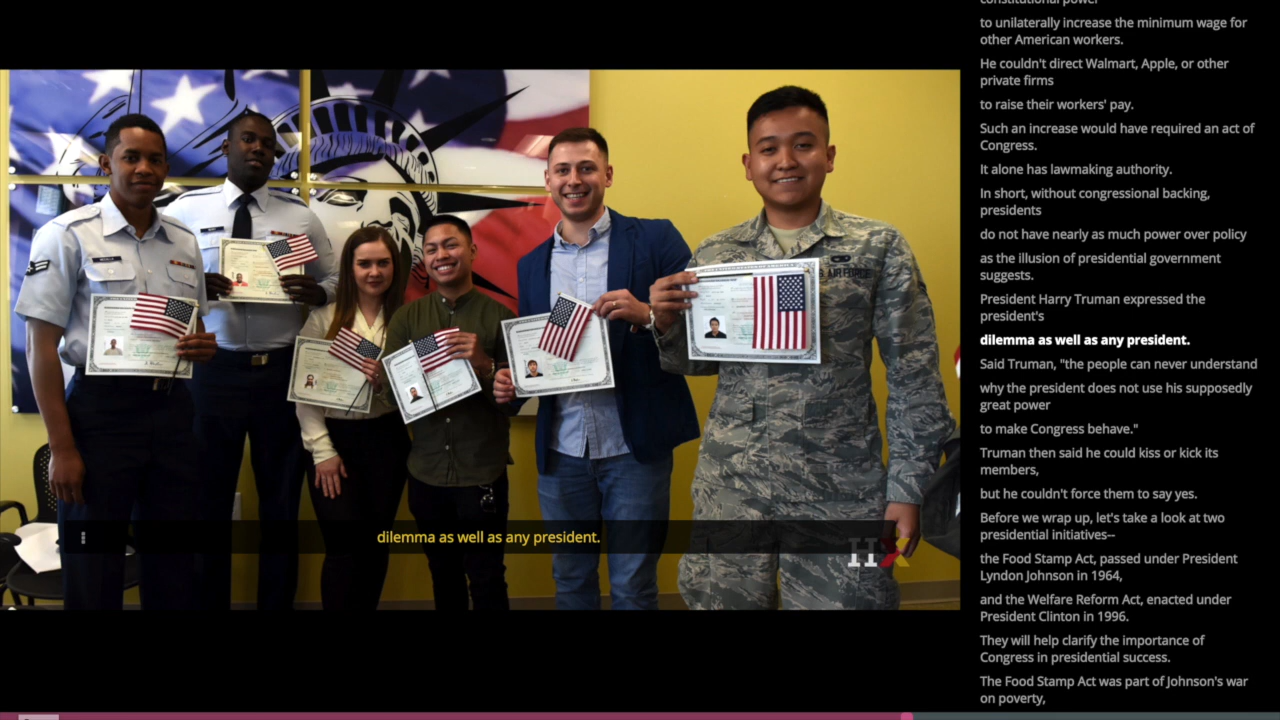 constitutional power
to unilaterally increase the minimum wage for
other American workers.
He couldn't direct Walmart, Apple, or other
private firms
to raise their workers' pay.
Such an increase would have required an act of
Congress.
It alone has lawmaking authority.
In short, without congressional backing,
presidents
do not have nearly as much power over policy
as the illusion of presidential government
suggests.
President Harry Truman expressed the
president's
dilemma as well as any president.
Said Truman, "the people can never understand
why the president does not use his supposedly
great power
to make Congress behave."
Truman then said he could kiss or kick its
members,
but he couldn't force them to say yes.
Before we wrap up, let's take a look at two
presidential initiatives--
the Food Stamp Act, passed under President
Lyndon Johnson in 1964,
and the Welfare Reform Act, enacted under
President Clinton in 1996.
They will help clarify the importance of
Congress in presidential success.
The Food Stamp Act was part of Johnson's war
on poverty,
dilemma as well as any president.
HX